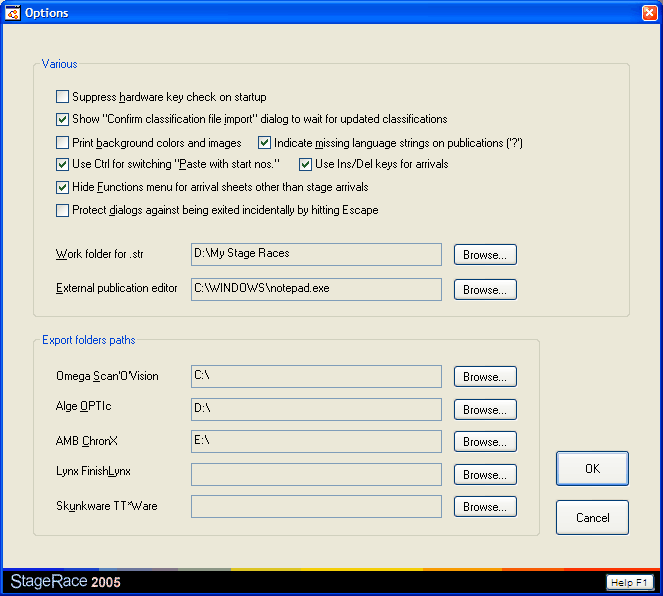 Options
Various
Suppress hardware key check on startup
Show "Confirm classification file import" dialog to wait for updated classifications
Print background colors and images Indicate missing language strings on publications ('?')
Use Ctrl for switching "Paste with start nos." Use Ins/Del keys for arrivals
Hide Functions menu for arrival sheets other than stage arrivals
Protect dialogs against being exited incidentally by hitting Escape
Work folder for .str D:\My Stage Races Browse...
External publication editor C:\WINDOWS\notepad.exe Browse...
Export folders paths
Omega Scan'O'Vision C:\ Browse...
Alge OPTIc D:\ Browse...
AMB ChronX E:\ Browse...
Lynx FinishLynx Browse...
Skunkware TT*Ware Browse...
OK
Cancel
StageRace 2005 Help F1